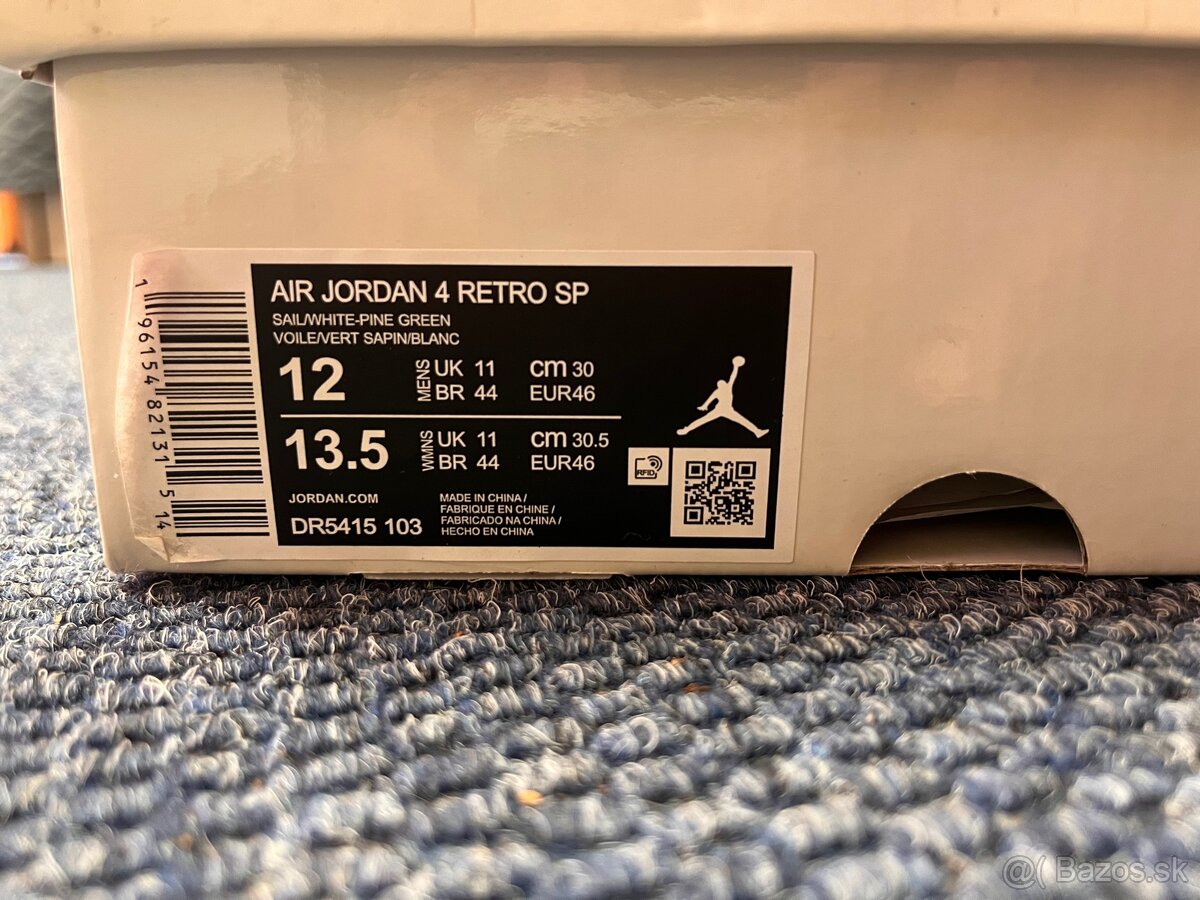 AIR JORDAN 4 RETRO SP
SAIL/WHITE-PINE GREEN
VOILE/VERT SAPIN/BLANC
12 MENS UK 11 cm 30
BR 44 EUR46
13.5 WMNS UK 11 cm 30.5
BR 44 EUR46
RFID
JORDAN.COM
DR5415 103
MADE IN CHINA /
FABRIQUE EN CHINE /
FABRICADO NA CHINA /
HECHO EN CHINA
1 96154 82131 5 14
@( Bazos.sk